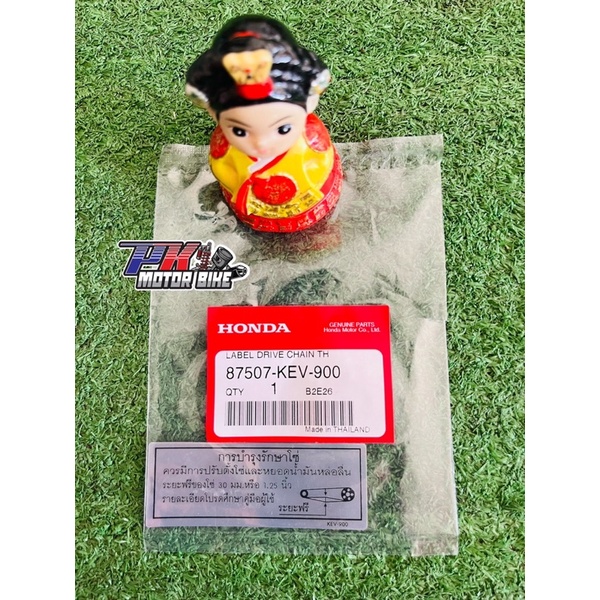 PK
MOTOR BIKE
HONDA
GENUINE PARTS
Honda Motor Co., Ltd.
LABEL DRIVE CHAIN TH
87507-KEV-900
QTY 1 B2E26
Made in THAILAND
การบำรุงรักษาโซ่
ควรมีการปรับตั้งโซ่และหยอดน้ำมันหล่อลื่น
ระยะฟรีของโซ่ 30 มม.หรือ 1.25 นิ้ว
รายละเอียดโปรดศึกษาคู่มือผู้ใช้
ระยะฟรี
KEV-900